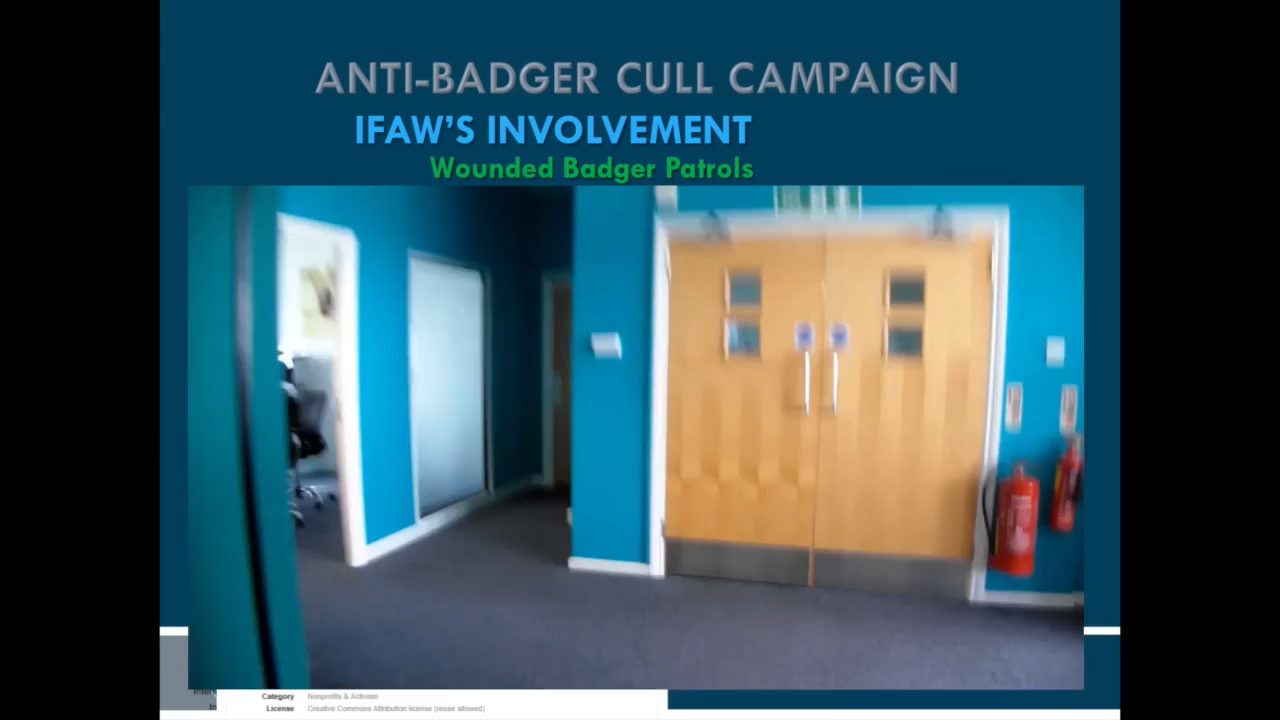 ANTI-BADGER CULL CAMPAIGN
IFAW'S INVOLVEMENT
Wounded Badger Patrols
Category Nonprofits & Activism
License Creative Commons Attribution license (reuse allowed)